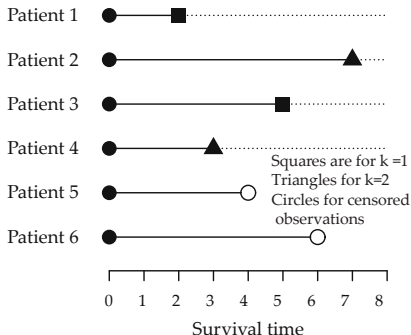 Patient 1
Patient 2
Patient 3
Patient 4
Squares are for k =1
Triangles for k=2
Circles for censored
observations
Patient 5
Patient 6
0 1 2 3 4 5 6 7 8
Survival time